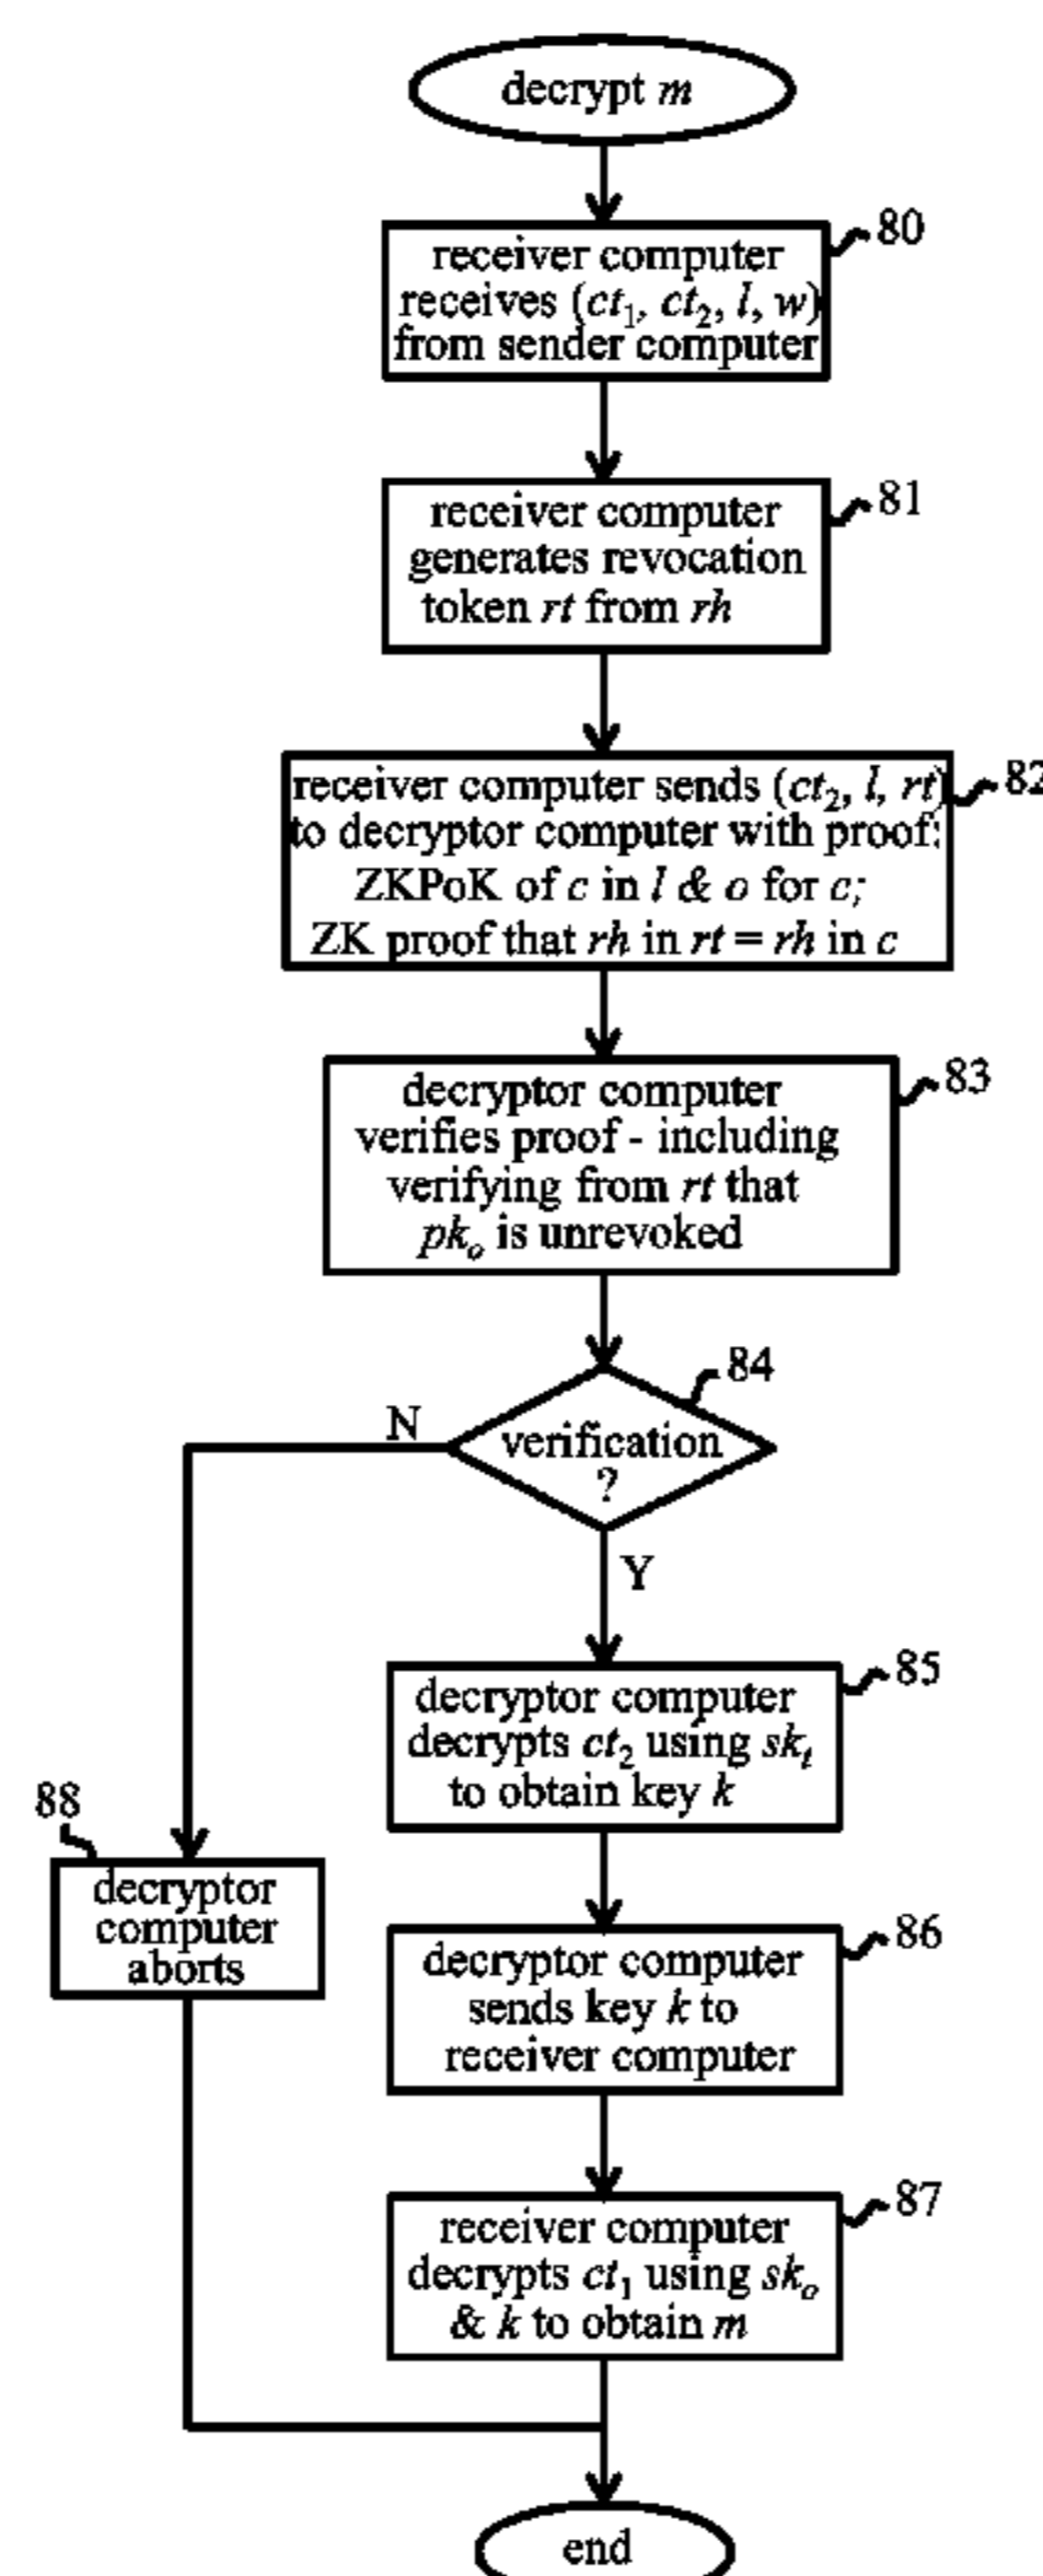 decrypt m
80
receiver computer
receives (ct₁, ct₂, l, w)
from sender computer
81
receiver computer
generates revocation
token rt from rh
82
receiver computer sends (ct₂, l, rt)
to decryptor computer with proof:
ZKPoK of c in l & o for c;
ZK proof that rh in rt = rh in c
83
decryptor computer
verifies proof - including
verifying from rt that
pkₒ is unrevoked
84
N
verification
?
Y
85
decryptor computer
decrypts ct₂ using skₜ
to obtain key k
88
decryptor
computer
aborts
86
decryptor computer
sends key k to
receiver computer
87
receiver computer
decrypts ct₁ using skₒ
& k to obtain m
end